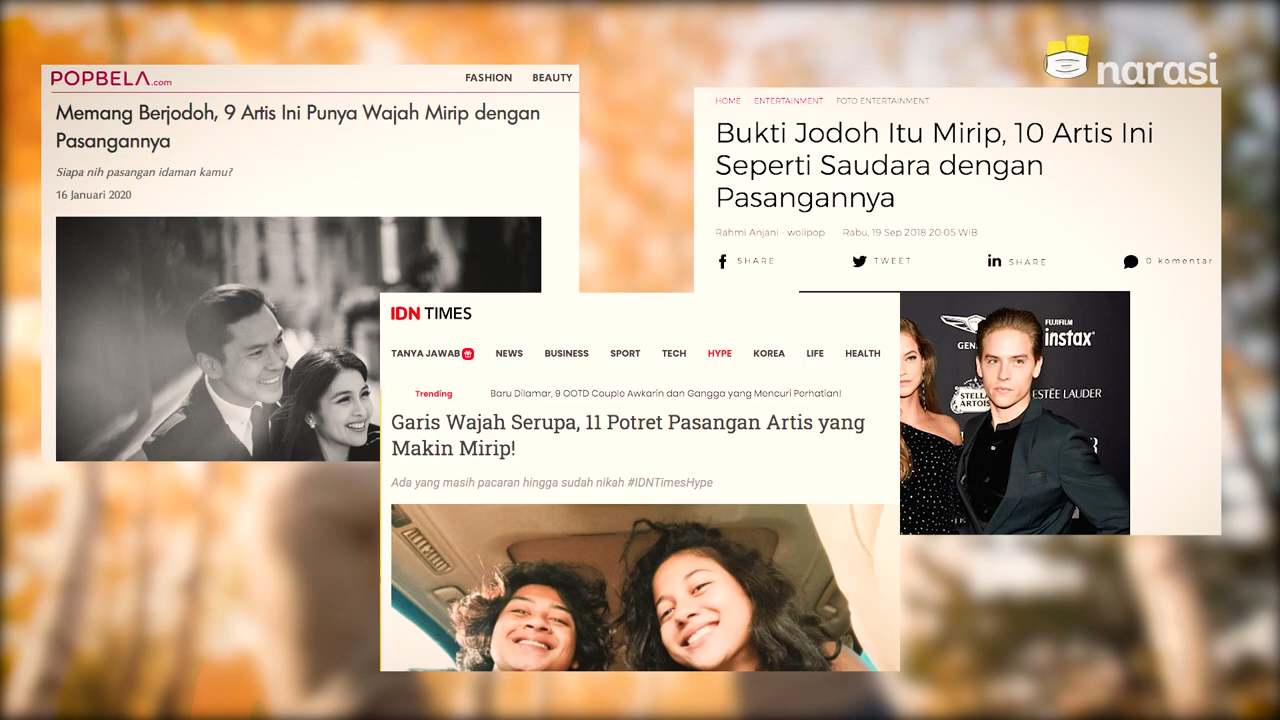 narasi
POPBELA.com
FASHION BEAUTY
Memang Berjodoh, 9 Artis Ini Punya Wajah Mirip dengan
Pasangannya
Siapa nih pasangan idaman kamu?
16 Januari 2020
HOME ENTERTAINMENT FOTO ENTERTAINMENT
Bukti Jodoh Itu Mirip, 10 Artis Ini
Seperti Saudara dengan
Pasangannya
Rahmi Anjani - wolipop Rabu, 19 Sep 2018 20:05 WIB
SHARE TWEET SHARE 0 komentar
GEN
FUJIFILM
instax
STELLA
ARTOIS
ESTÉE LAUDER
IDN TIMES
TANYA JAWAB NEWS BUSINESS SPORT TECH HYPE KOREA LIFE HEALTH
Trending Baru Dilamar, 9 OOTD Couple Awkarin dan Gangga yang Mencuri Perhatian!
Garis Wajah Serupa, 11 Potret Pasangan Artis yang
Makin Mirip!
Ada yang masih pacaran hingga sudah nikah #IDNTimesHype